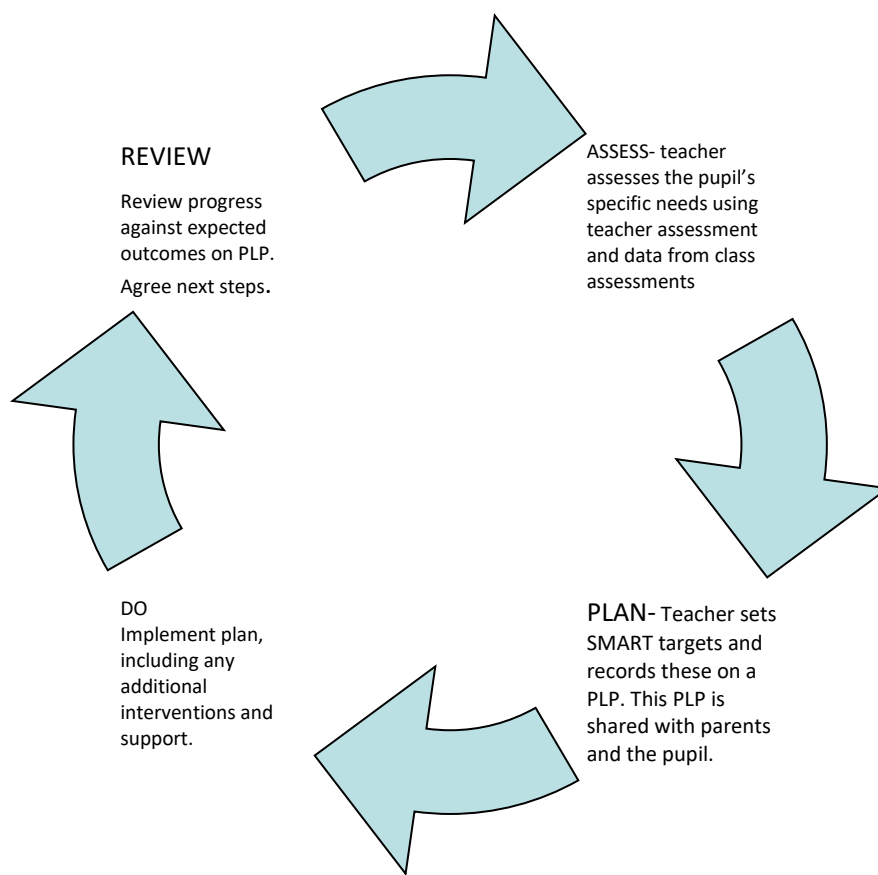 REVIEW
Review progress
against expected
outcomes on PLP.
Agree next steps.
ASSESS- teacher
assesses the pupil’s
specific needs using
teacher assessment
and data from class
assessments
PLAN- Teacher sets
SMART targets and
records these on a
PLP. This PLP is
shared with parents
and the pupil.
DO
Implement plan,
including any
additional
interventions and
support.